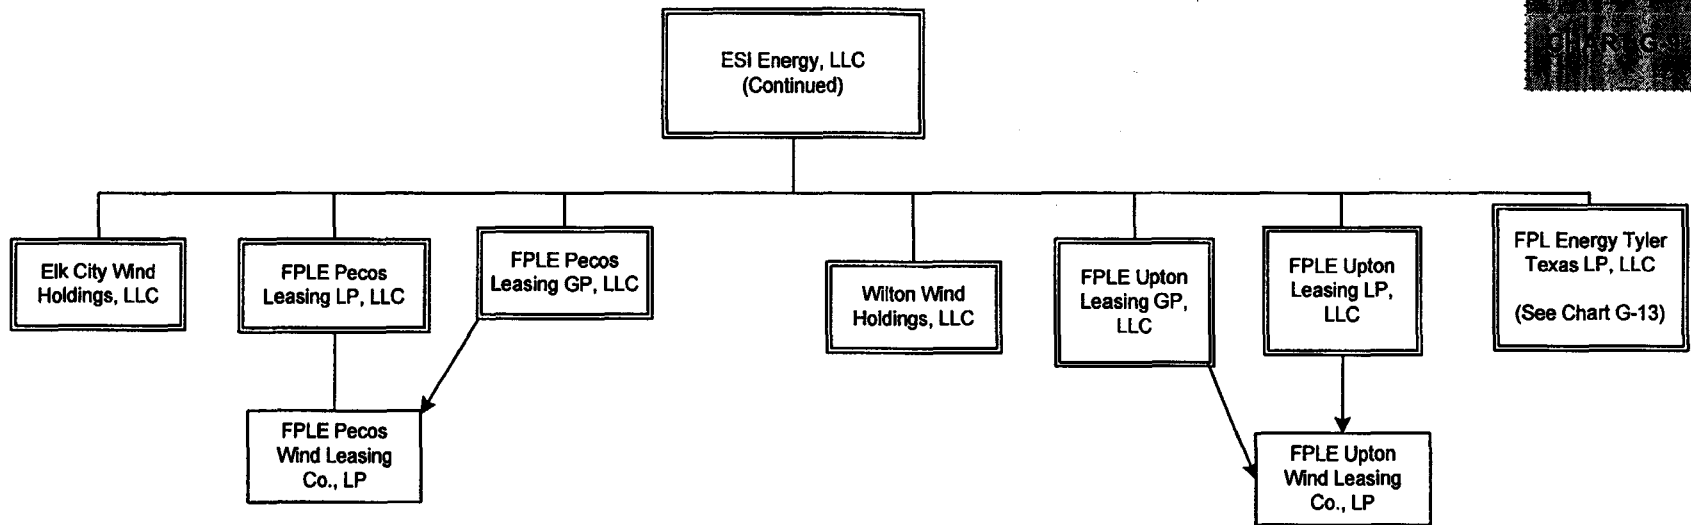 ESI Energy, LLC
(Continued)
Elk City Wind
Holdings, LLC
FPLE Pecos
Leasing LP, LLC
FPLE Pecos
Leasing GP, LLC
Wilton Wind
Holdings, LLC
FPLE Upton
Leasing GP,
LLC
FPLE Upton
Leasing LP,
LLC
FPL Energy Tyler
Texas LP, LLC
(See Chart G-13)
FPLE Pecos
Wind Leasing
Co., LP
FPLE Upton
Wind Leasing
Co., LP